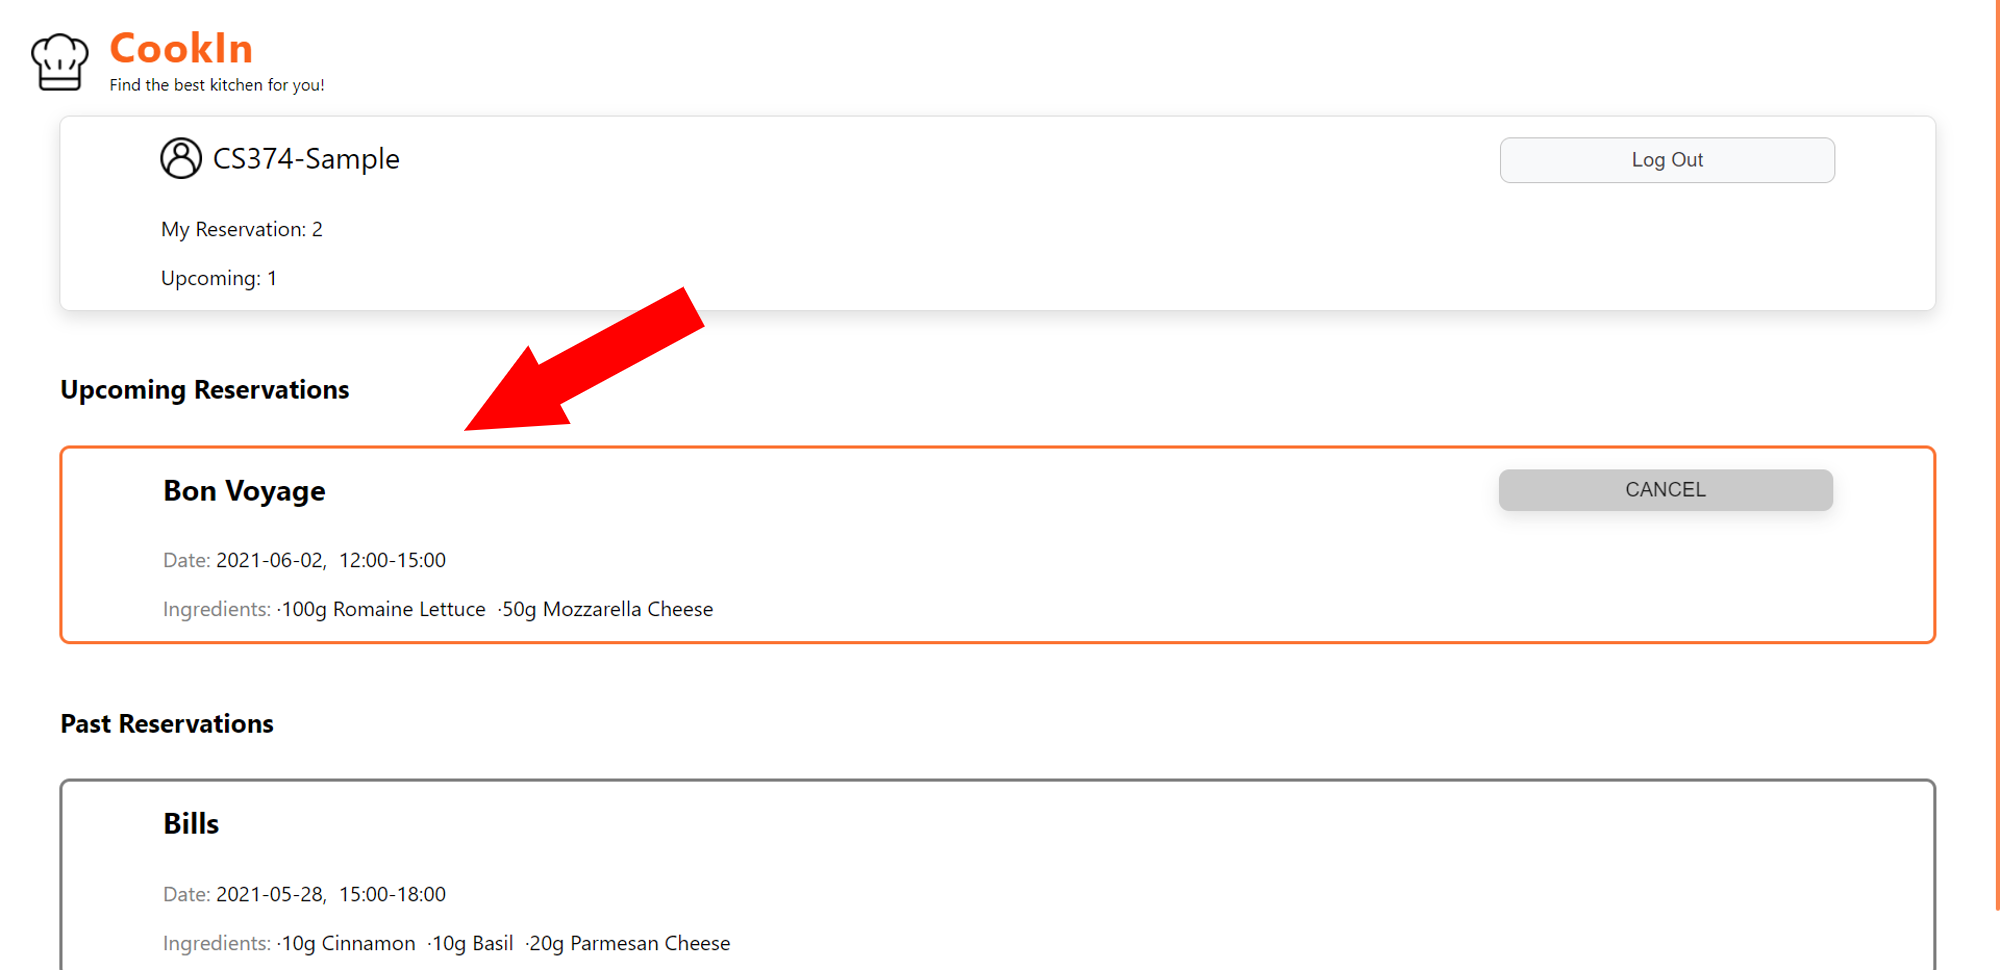 CookIn
Find the best kitchen for you!
CS374-Sample
Log Out
My Reservation: 2
Upcoming: 1
Upcoming Reservations
Bon Voyage
CANCEL
Date: 2021-06-02,  12:00-15:00
Ingredients: ·100g Romaine Lettuce  ·50g Mozzarella Cheese
Past Reservations
Bills
Date: 2021-05-28,  15:00-18:00
Ingredients: ·10g Cinnamon  ·10g Basil  ·20g Parmesan Cheese